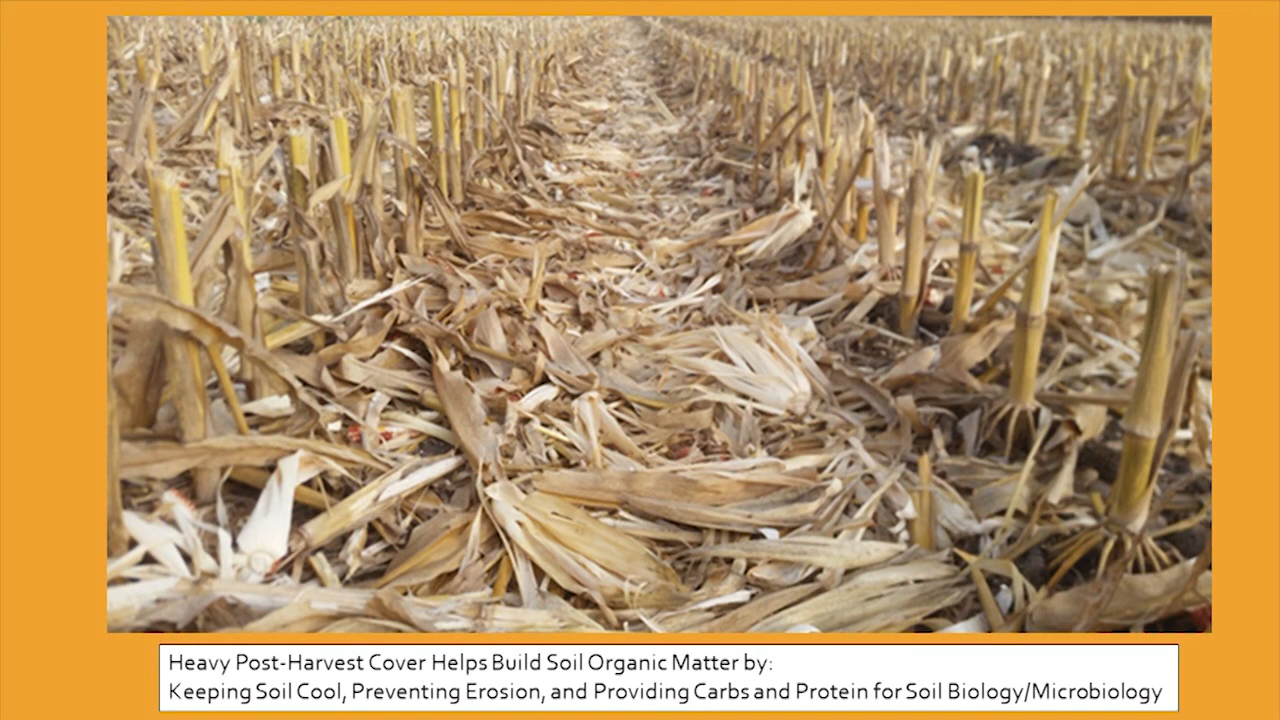 Heavy Post-Harvest Cover Helps Build Soil Organic Matter by:
Keeping Soil Cool, Preventing Erosion, and Providing Carbs and Protein for Soil Biology/Microbiology